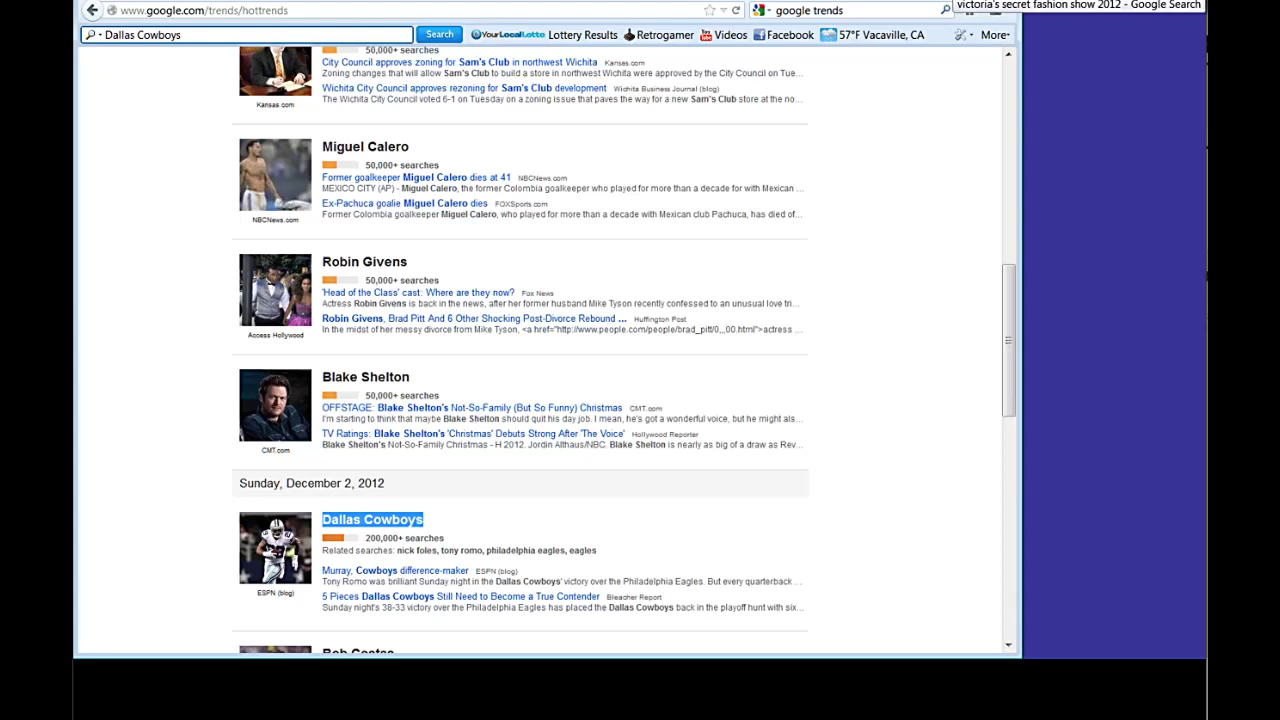 victoria's secret fashion show 2012 - Google Search
www.google.com/trends/hottrends
google trends
Dallas Cowboys
Search
YourLocalLotto Lottery Results Retrogamer Videos Facebook 57°F Vacaville, CA More
50,000+ searches
City Council approves zoning for Sam's Club in northwest Wichita Kansas.com
Zoning changes that will allow Sam's Club to build a store in northwest Wichita were approved by the City Council on Tue...
Wichita City Council approves rezoning for Sam's Club development Wichita Business Journal (blog)
The Wichita City Council voted 6-1 on Tuesday on a zoning issue that paves the way for a new Sam's Club store at the no...
Kansas.com
Miguel Calero
50,000+ searches
Former goalkeeper Miguel Calero dies at 41 NBCNews.com
MEXICO CITY (AP) - Miguel Calero, the former Colombia goalkeeper who played for more than a decade for with Mexican ...
Ex-Pachuca goalie Miguel Calero dies FOXSports.com
Former Colombia goalkeeper Miguel Calero, who played for more than a decade with Mexican club Pachuca, has died of...
NBCNews.com
Robin Givens
50,000+ searches
'Head of the Class' cast: Where are they now? Fox News
Actress Robin Givens is back in the news, after her former husband Mike Tyson recently confessed to an unusual love tri...
Robin Givens, Brad Pitt And 6 Other Shocking Post-Divorce Rebound ... Huffington Post
In the midst of her messy divorce from Mike Tyson, <a href="http://www.people.com/people/brad_pitt/0,,00.html">actress ...
Access Hollywood
Blake Shelton
50,000+ searches
OFFSTAGE: Blake Shelton's Not-So-Family (But So Funny) Christmas CMT.com
I'm starting to think that maybe Blake Shelton should quit his day job. I mean, he's got a wonderful voice, but he might als...
TV Ratings: Blake Shelton's 'Christmas' Debuts Strong After 'The Voice' Hollywood Reporter
Blake Shelton's Not-So-Family Christmas - H 2012. Jordin Althaus/NBC. Blake Shelton is nearly as big of a draw as Rev...
CMT.com
Sunday, December 2, 2012
Dallas Cowboys
200,000+ searches
Related searches: nick foles, tony romo, philadelphia eagles, eagles
Murray, Cowboys difference-maker ESPN (blog)
Tony Romo was brilliant Sunday night in the Dallas Cowboys' victory over the Philadelphia Eagles. But every quarterback ...
ESPN (blog)
5 Pieces Dallas Cowboys Still Need to Become a True Contender Bleacher Report
Sunday night's 38-33 victory over the Philadelphia Eagles has placed the Dallas Cowboys back in the playoff hunt with six...
Bob Costas